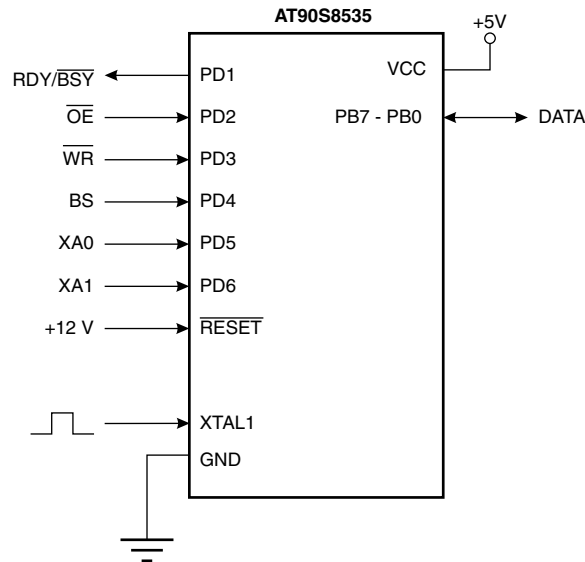 AT90S8535
+5V
RDY/BSY
PD1
VCC
OE
PD2
PB7 - PB0
DATA
WR
PD3
BS
PD4
XA0
PD5
XA1
PD6
+12 V
RESET
XTAL1
GND